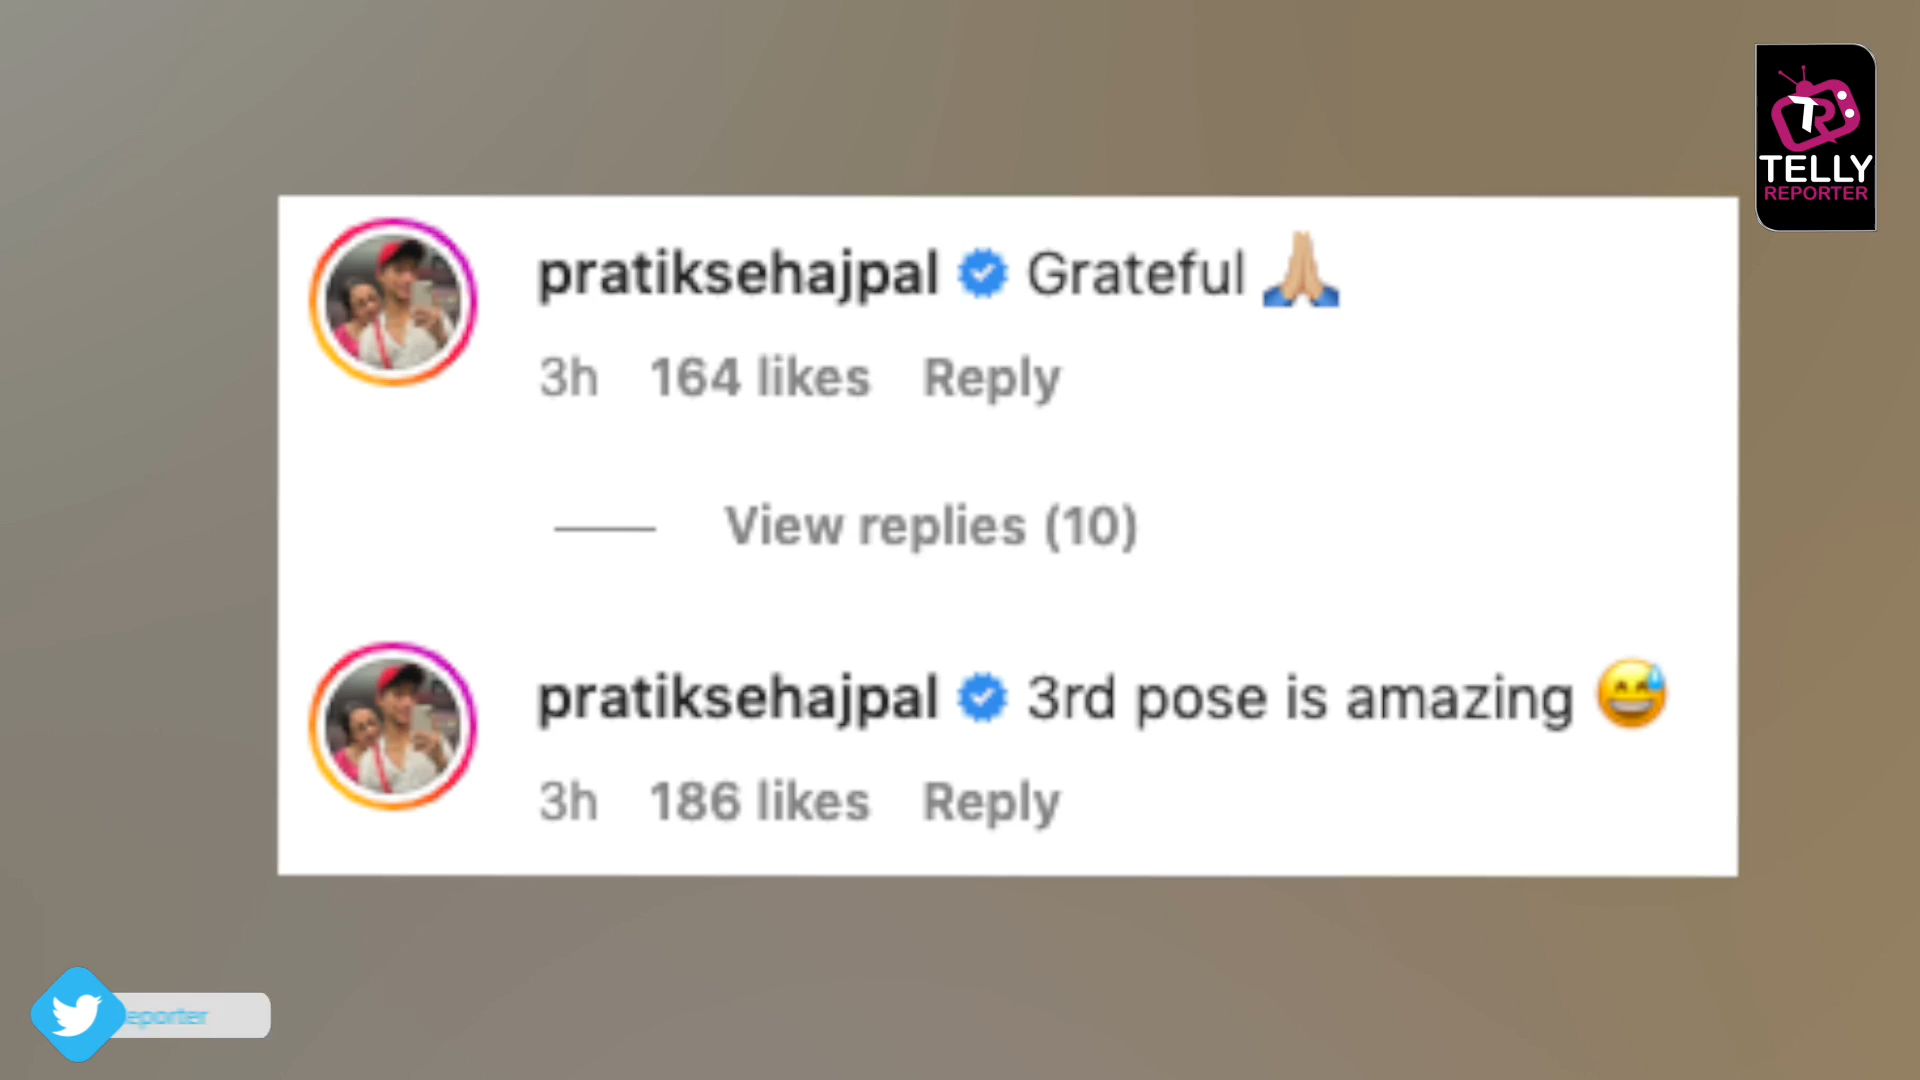 TELLY
REPORTER
pratiksehajpal Grateful 🙏🏼
3h 164 likes Reply
View replies (10)
pratiksehajpal 3rd pose is amazing 😅
3h 186 likes Reply
eporter